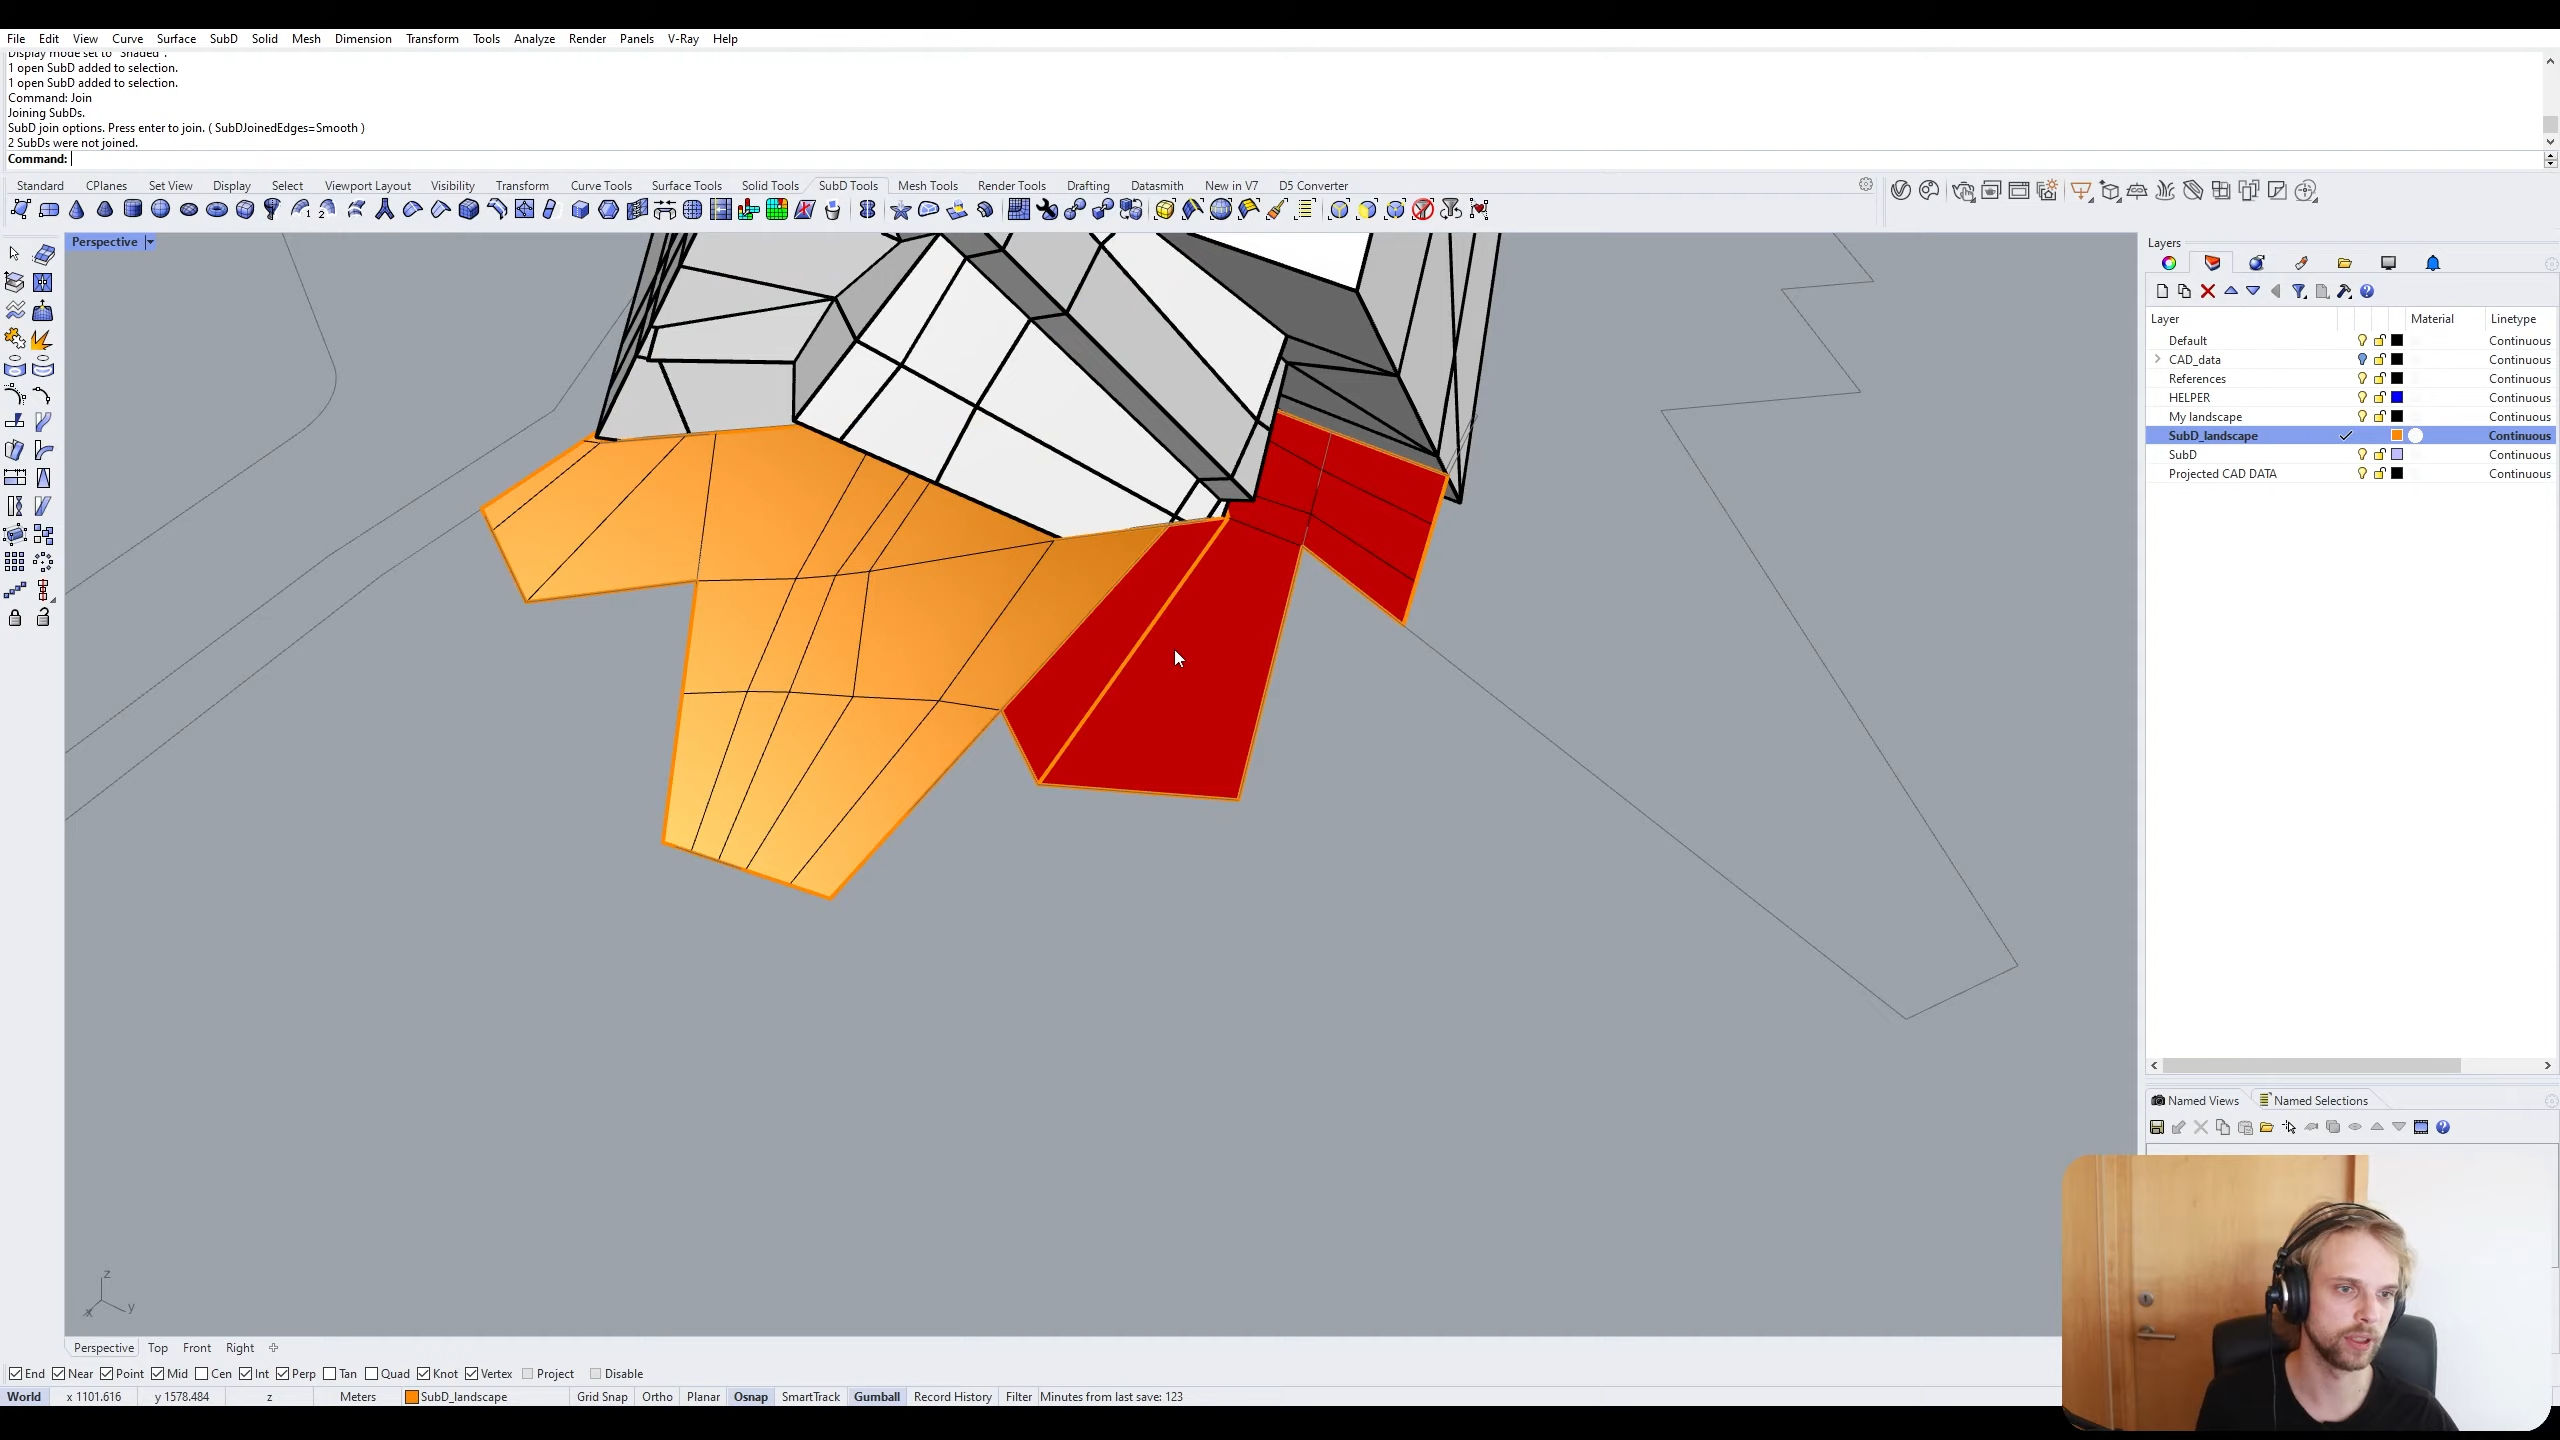 File Edit View Curve Surface SubD Solid Mesh Dimension Transform Tools Analyze Render Panels V-Ray Help
Display mode set to "Shaded".
1 open SubD added to selection.
1 open SubD added to selection.
Command: Join
Joining SubDs.
SubD join options. Press enter to join. ( SubDJoinedEdges=Smooth )
2 SubDs were not joined.
Command:
Standard CPlanes Set View Display Select Viewport Layout Visibility Transform Curve Tools Surface Tools Solid Tools SubD Tools Mesh Tools Render Tools Drafting Datasmith New in V7 D5 Converter
Perspective
Layers
Layer Material Linetype
Default Continuous
CAD_data Continuous
References Continuous
HELPER Continuous
My landscape Continuous
SubD_landscape Continuous
SubD Continuous
Projected CAD DATA Continuous
Named Views Named Selections
z
x y
Perspective Top Front Right
End Near Point Mid Cen Int Perp Tan Quad Knot Vertex Project Disable
World x 1101.616 y 1578.484 z Meters SubD_landscape Grid Snap Ortho Planar Osnap SmartTrack Gumball Record History Filter Minutes from last save: 123